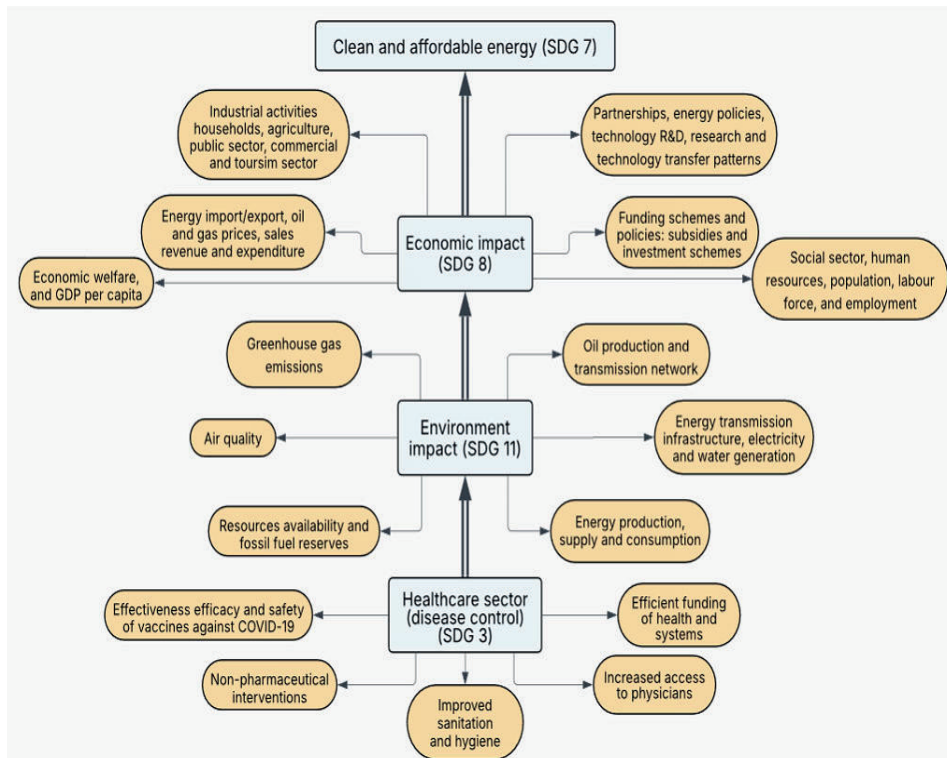 Clean and affordable energy (SDG 7)
Industrial activities
households, agriculture,
public sector, commercial
and toursim sector
Partnerships, energy policies,
technology R&D, research and
technology transfer patterns
Energy import/export, oil
and gas prices, sales
revenue and expenditure
Economic impact
(SDG 8)
Funding schemes and
policies: subsidies and
investment schemes
Economic welfare,
and GDP per capita
Social sector, human
resources, population, labour
force, and employment
Greenhouse gas
emissions
Oil production and
transmission network
Air quality
Environment
impact (SDG 11)
Energy transmission
infrastructure, electricity
and water generation
Resources availability and
fossil fuel reserves
Energy production,
supply and consumption
Effectiveness efficacy and safety
of vaccines against COVID-19
Healthcare sector
(disease control)
(SDG 3)
Efficient funding
of health and
systems
Non-pharmaceutical
interventions
Improved
sanitation
and hygiene
Increased access
to physicians